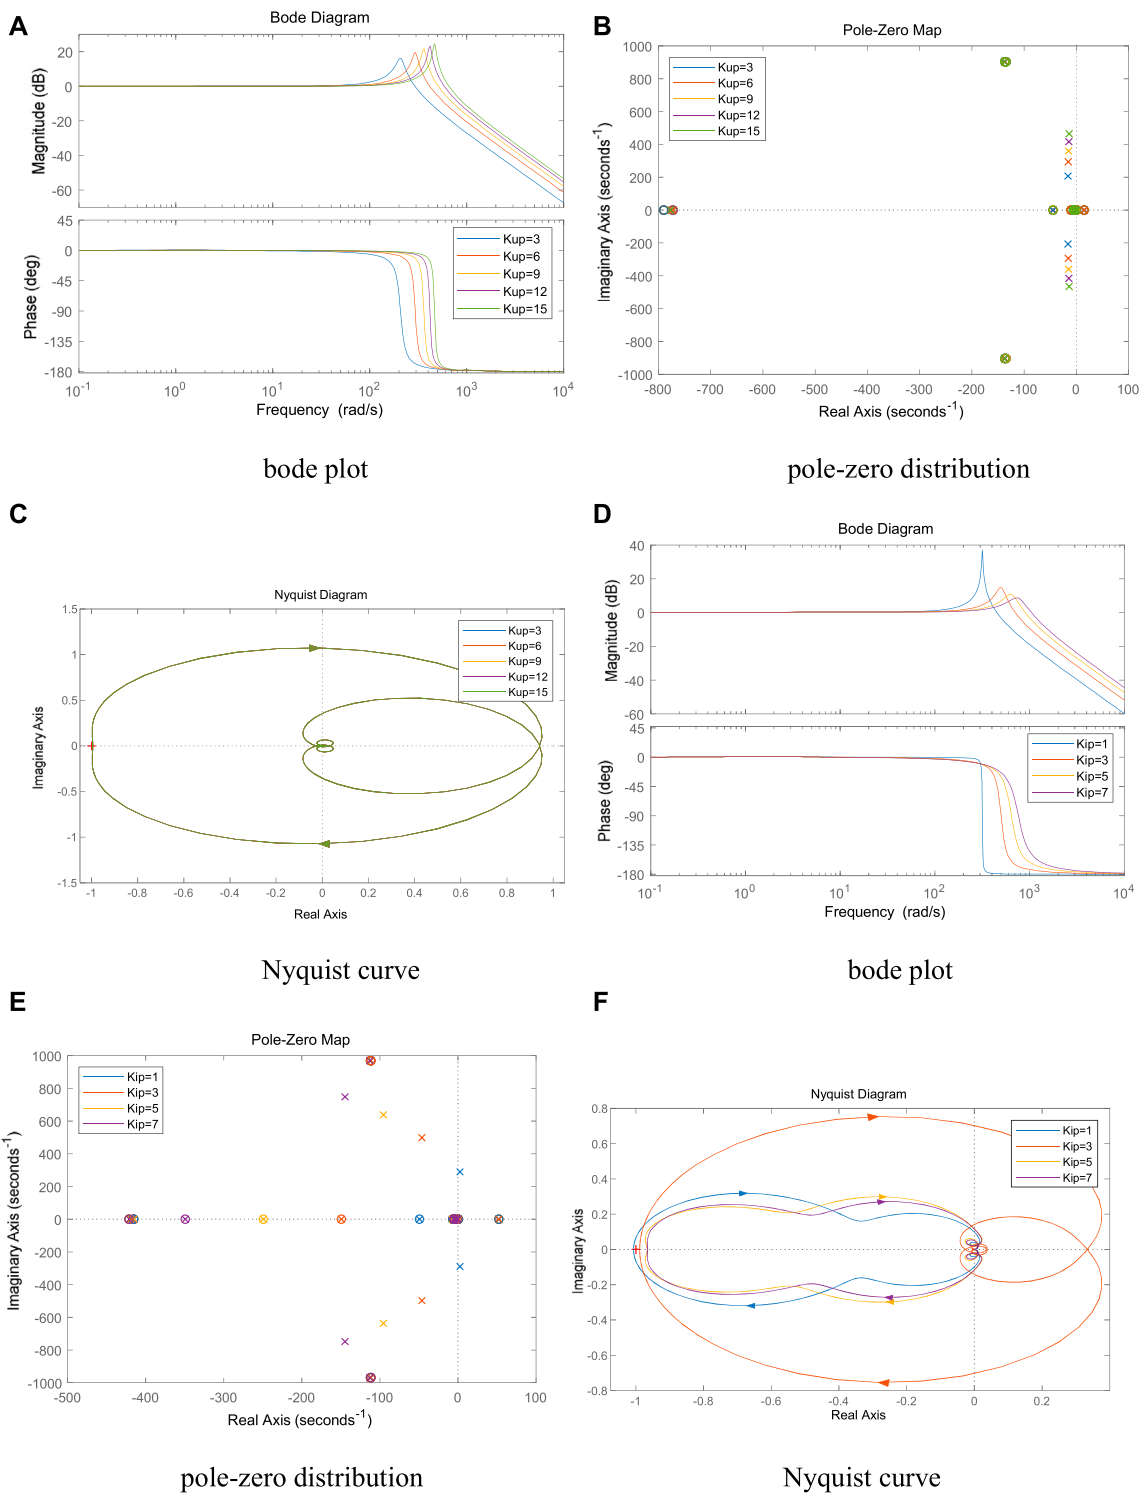 A
Bode Diagram
Magnitude (dB)
20
0
-20
-40
-60
Phase (deg)
45
0
-45
-90
-135
-180
Kup=3
Kup=6
Kup=9
Kup=12
Kup=15
10-1
100
101
102
103
104
Frequency (rad/s)
bode plot
B
Pole-Zero Map
Imaginary Axis (seconds-1)
1000
800
600
400
200
0
-200
-400
-600
-800
-1000
Kup=3
Kup=6
Kup=9
Kup=12
Kup=15
-800 -700 -600 -500 -400 -300 -200 -100 0 100
Real Axis (seconds-1)
pole-zero distribution
C
Nyquist Diagram
Imaginary Axis
1.5
1
0.5
0
-0.5
-1
-1.5
Kup=3
Kup=6
Kup=9
Kup=12
Kup=15
-1 -0.8 -0.6 -0.4 -0.2 0 0.2 0.4 0.6 0.8 1
Real Axis
Nyquist curve
D
Bode Diagram
Magnitude (dB)
40
20
0
-20
-40
-60
Phase (deg)
45
0
-45
-90
-135
-180
Kip=1
Kip=3
Kip=5
Kip=7
10-1
100
101
102
103
104
Frequency (rad/s)
bode plot
E
Pole-Zero Map
Imaginary Axis (seconds-1)
1000
800
600
400
200
0
-200
-400
-600
-800
-1000
Kip=1
Kip=3
Kip=5
Kip=7
-500 -400 -300 -200 -100 0 100
Real Axis (seconds-1)
pole-zero distribution
F
Nyquist Diagram
Imaginary Axis
0.8
0.6
0.4
0.2
0
-0.2
-0.4
-0.6
-0.8
Kip=1
Kip=3
Kip=5
Kip=7
-1 -0.8 -0.6 -0.4 -0.2 0 0.2
Real Axis
Nyquist curve